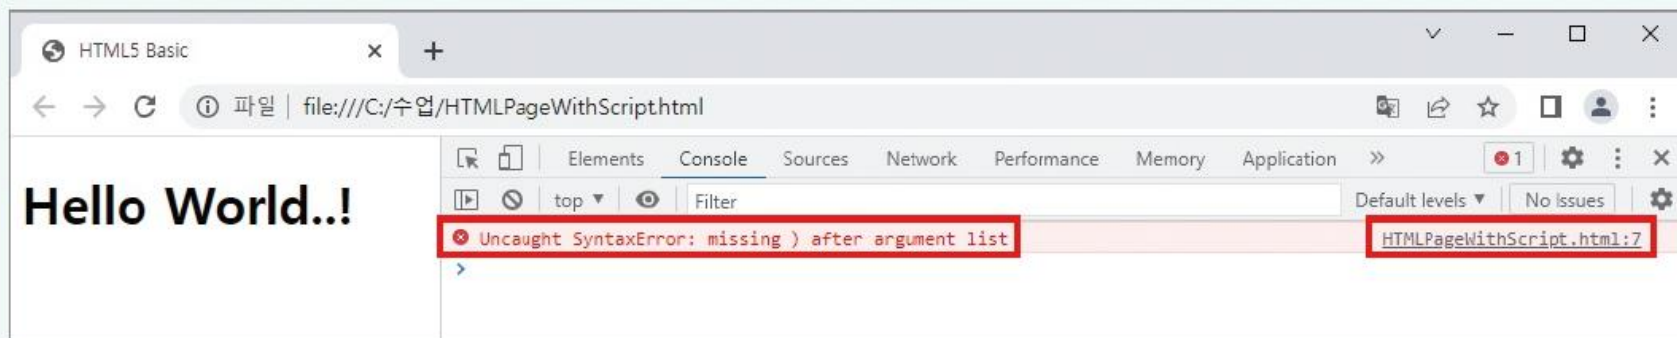 HTML5 Basic
파일 | file:///C:/수업/HTMLPageWithScript.html
Hello World..!
Elements Console Sources Network Performance Memory Application » 1
top ▼ Filter Default levels ▼ No Issues
Uncaught SyntaxError: missing ) after argument list HTMLPageWithScript.html:7
>